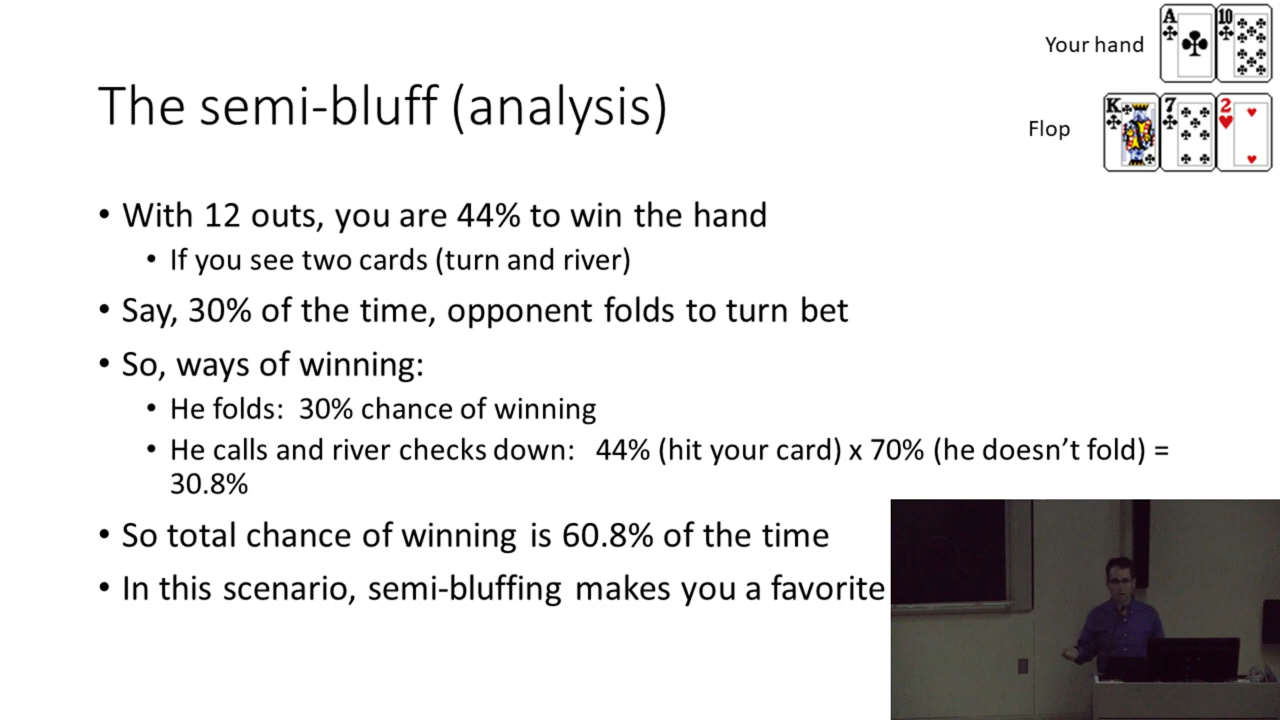 Your hand
A 10
The semi-bluff (analysis)
Flop
K 7 2
• With 12 outs, you are 44% to win the hand
• If you see two cards (turn and river)
• Say, 30% of the time, opponent folds to turn bet
• So, ways of winning:
• He folds: 30% chance of winning
• He calls and river checks down: 44% (hit your card) x 70% (he doesn't fold) =
30.8%
• So total chance of winning is 60.8% of the time
• In this scenario, semi-bluffing makes you a favorite